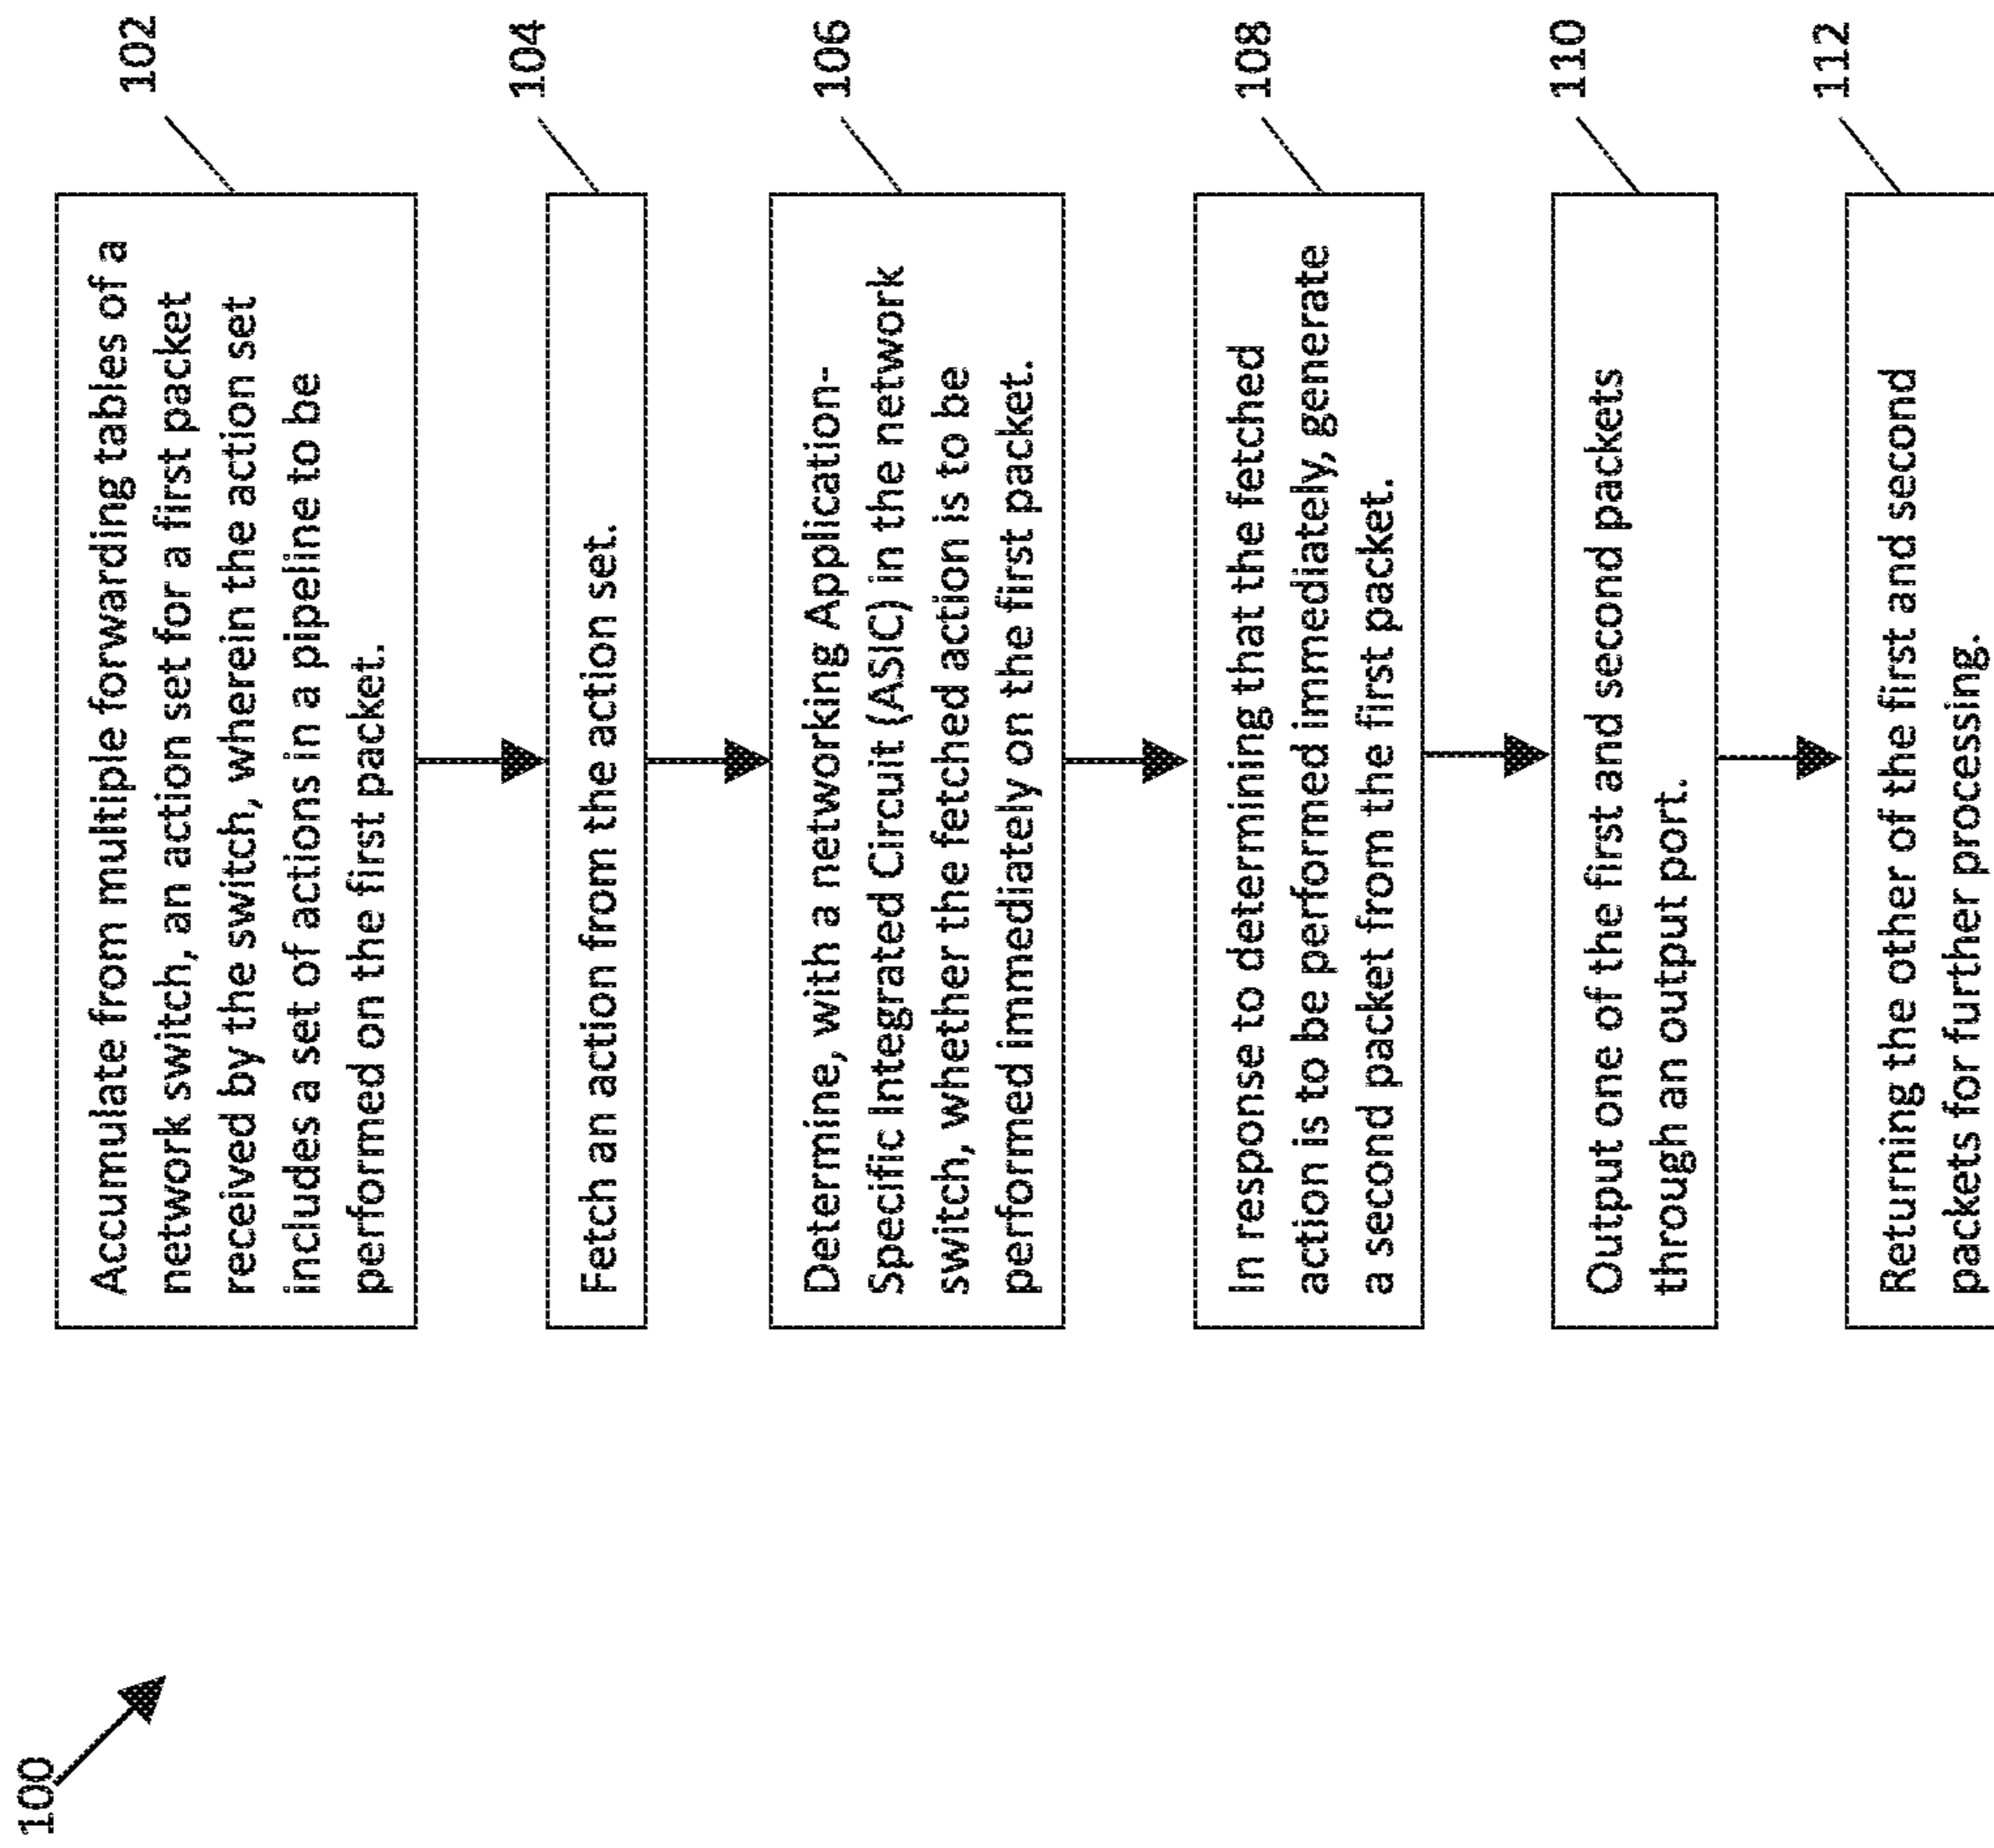 100
102
Accumulate from multiple forwarding tables of a
network switch, an action set for a first packet
received by the switch, wherein the action set
includes a set of actions in a pipeline to be
performed on the first packet.
104
Fetch an action from the action set.
106
Determine, with a networking Application-
Specific Integrated Circuit (ASIC) in the network
switch, whether the fetched action is to be
performed immediately on the first packet.
108
In response to determining that the fetched
action is to be performed immediately, generate
a second packet from the first packet.
110
Output one of the first and second packets
through an output port.
112
Returning the other of the first and second
packets for further processing.